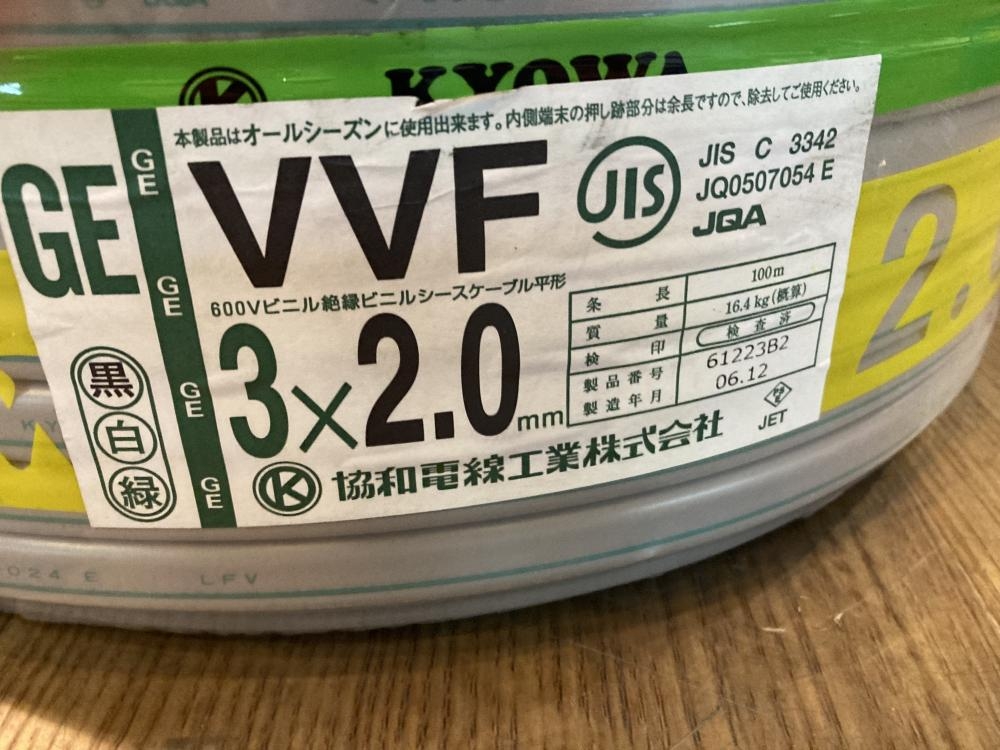 KYOWA
本製品はオールシーズンに使用出来ます。内側端末の押し跡部分は余長ですので、除去してご使用ください。
GE
GE
GE
GE
GE
VVF
JIS
JIS C 3342
JQ0507054 E
JQA
600Vビニル絶縁ビニルシースケーブル平形
3×2.0mm
黒
白
緑
条長 100m
質量 16.4kg(概算)
検印 検査済
製品番号 61223B2
製造年月 06.12
JET
K 協和電線工業株式会社
2.
024 E LFV